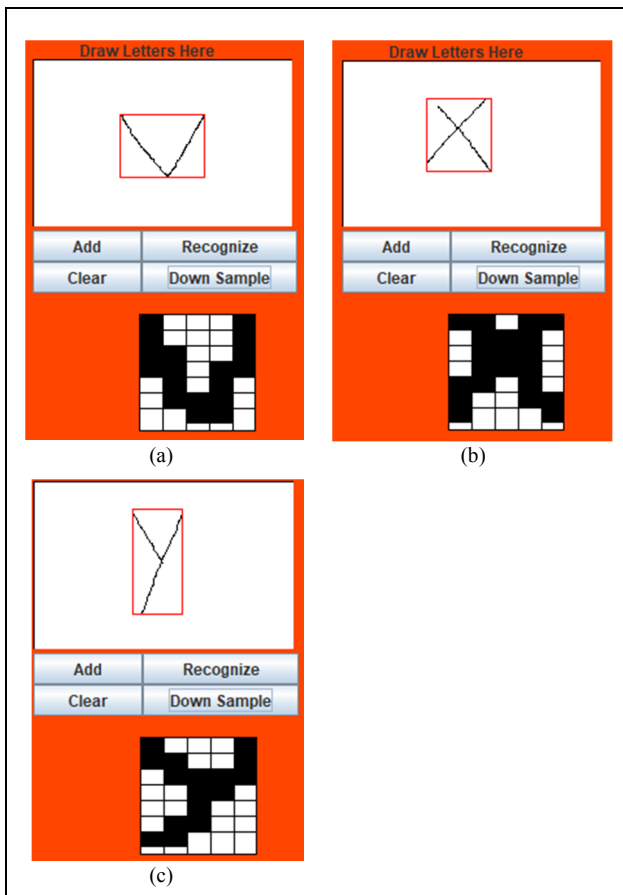 Draw Letters Here
Draw Letters Here
V
X
Add Recognize
Clear Down Sample
Add Recognize
Clear Down Sample
(a)
(b)
Y
Add Recognize
Clear Down Sample
(c)